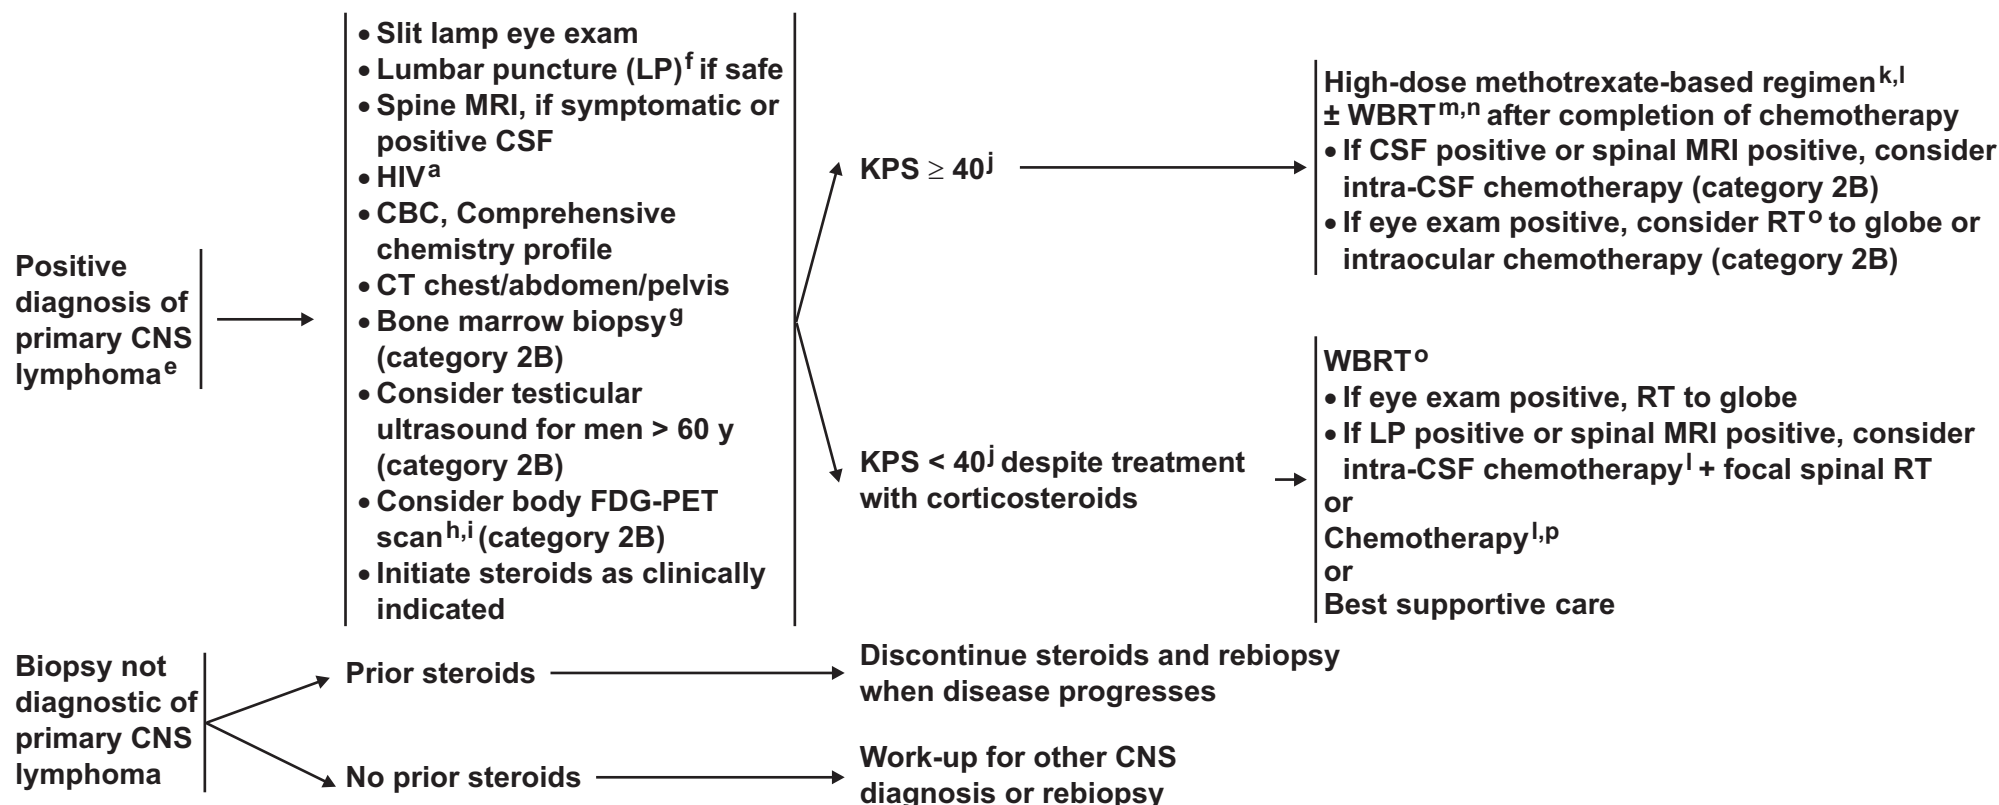 Positive
diagnosis of
primary CNS
lymphomaᵉ
• Slit lamp eye exam
• Lumbar puncture (LP)ᶠ if safe
• Spine MRI, if symptomatic or
positive CSF
• HIVᵃ
• CBC, Comprehensive
chemistry profile
• CT chest/abdomen/pelvis
• Bone marrow biopsyᵍ
(category 2B)
• Consider testicular
ultrasound for men > 60 y
(category 2B)
• Consider body FDG-PET
scanʰ,ⁱ (category 2B)
• Initiate steroids as clinically
indicated
KPS ≥ 40ʲ
High-dose methotrexate-based regimenᵏ,ˡ
± WBRTᵐ,ⁿ after completion of chemotherapy
• If CSF positive or spinal MRI positive, consider
intra-CSF chemotherapy (category 2B)
• If eye exam positive, consider RTᵒ to globe or
intraocular chemotherapy (category 2B)
KPS < 40ʲ despite treatment
with corticosteroids
WBRTᵒ
• If eye exam positive, RT to globe
• If LP positive or spinal MRI positive, consider
intra-CSF chemotherapyˡ + focal spinal RT
or
Chemotherapyˡ,ᵖ
or
Best supportive care
Biopsy not
diagnostic of
primary CNS
lymphoma
Prior steroids
Discontinue steroids and rebiopsy
when disease progresses
No prior steroids
Work-up for other CNS
diagnosis or rebiopsy